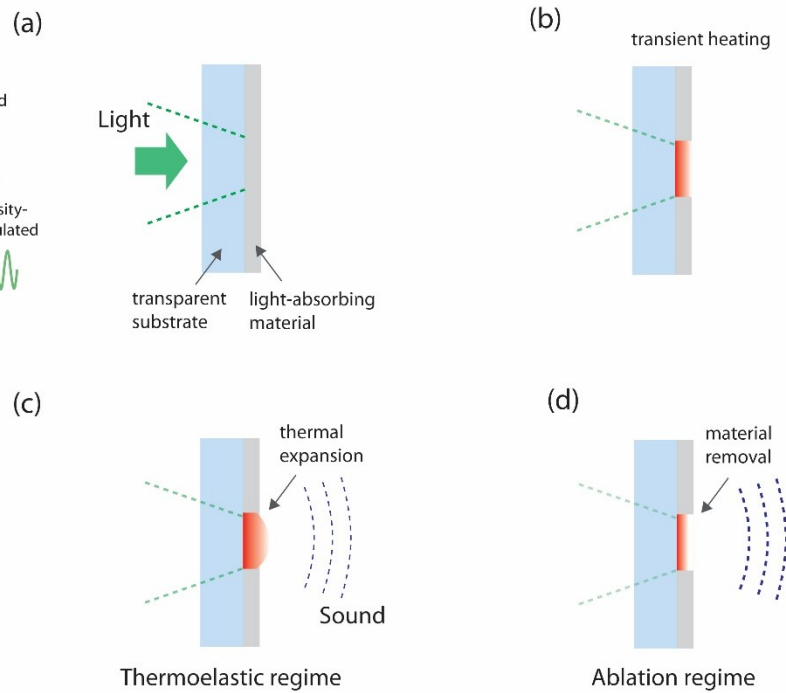 (a)
Light
transparent
substrate
light-absorbing
material
(b)
transient heating
(c)
thermal
expansion
Sound
Thermoelastic regime
(d)
material
removal
Ablation regime